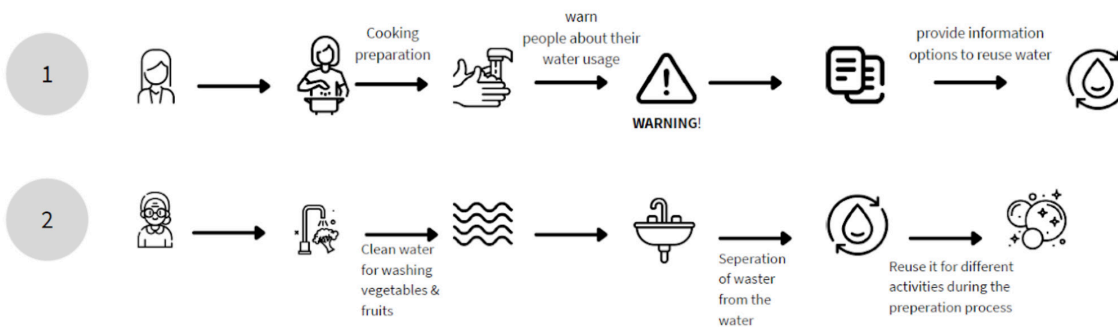 1
Cooking
preparation
warn
people about their
water usage
WARNING!
provide information
options to reuse water
2
Clean water
for washing
vegetables &
fruits
Seperation
of waster
from the
water
Reuse it for different
activities during the
preperation process